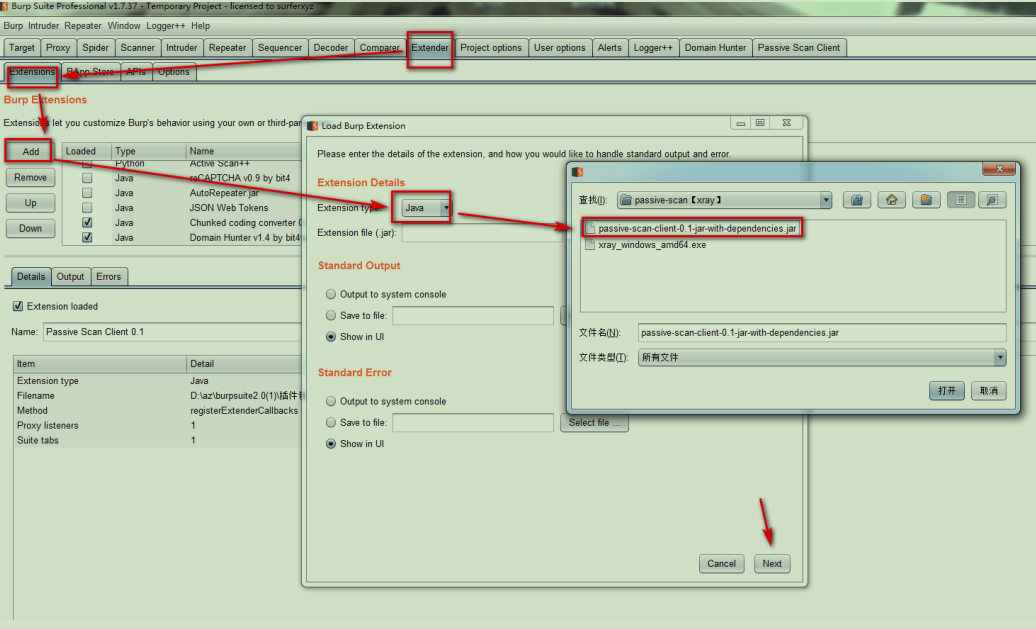 Burp Suite Professional v1.7.37 - Temporary Project - licensed to surferxyz
Burp Intruder Repeater Window Logger++ Help
Target Proxy Spider Scanner Intruder Repeater Sequencer Decoder Comparer Extender Project options User options Alerts Logger++ Domain Hunter Passive Scan Client
Extensions BApp Store APIs Options
Burp Extensions
Extensions let you customize Burp's behavior using your own or third-par
Add
Remove
Up
Down
Loaded Type Name
Python Active Scan++
Java reCAPTCHA v0.9 by bit4
Java AutoRepeater.jar
Java JSON Web Tokens
Java Chunked coding converter 0
Java Domain Hunter v1.4 by bit4
Details Output Errors
Extension loaded
Name: Passive Scan Client 0.1
Item Detail
Extension type Java
Filename D:\az\burpsuite2.0(1)\插件
Method registerExtenderCallbacks
Proxy listeners 1
Suite tabs 1
Load Burp Extension
Please enter the details of the extension, and how you would like to handle standard output and error.
Extension Details
Extension type: Java
Extension file (.jar):
Standard Output
Output to system console
Save to file:
Show in UI
Standard Error
Output to system console
Save to file: Select file ...
Show in UI
Cancel Next
查找(I): passive-scan【xray】
passive-scan-client-0.1-jar-with-dependencies.jar
xray_windows_amd64.exe
文件名(N): passive-scan-client-0.1-jar-with-dependencies.jar
文件类型(T): 所有文件
打开 取消